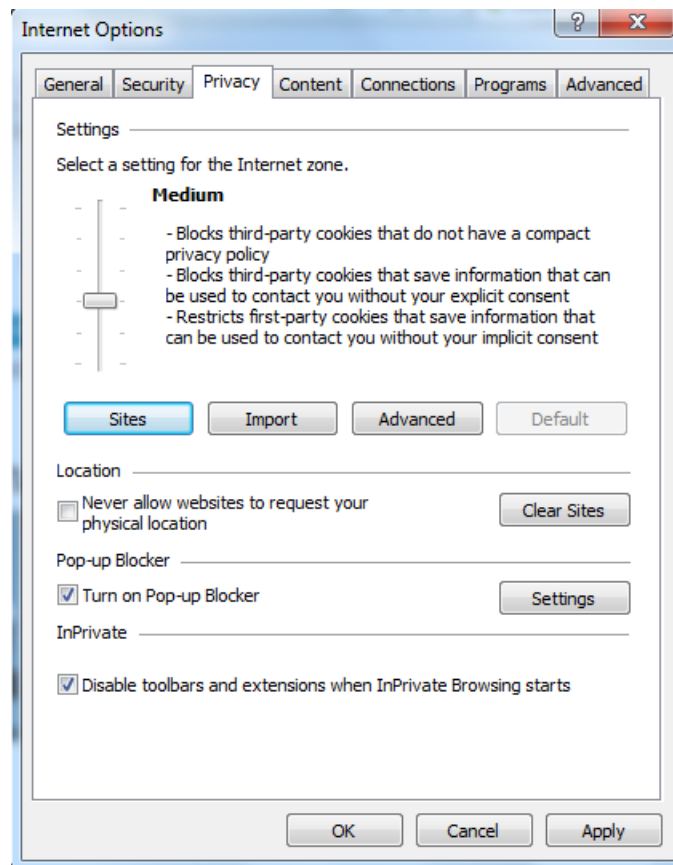 Internet Options
General Security Privacy Content Connections Programs Advanced
Settings
Select a setting for the Internet zone.
Medium
- Blocks third-party cookies that do not have a compact
privacy policy
- Blocks third-party cookies that save information that can
be used to contact you without your explicit consent
- Restricts first-party cookies that save information that
can be used to contact you without your implicit consent
Sites Import Advanced Default
Location
Never allow websites to request your
physical location
Clear Sites
Pop-up Blocker
Turn on Pop-up Blocker
Settings
InPrivate
Disable toolbars and extensions when InPrivate Browsing starts
OK Cancel Apply